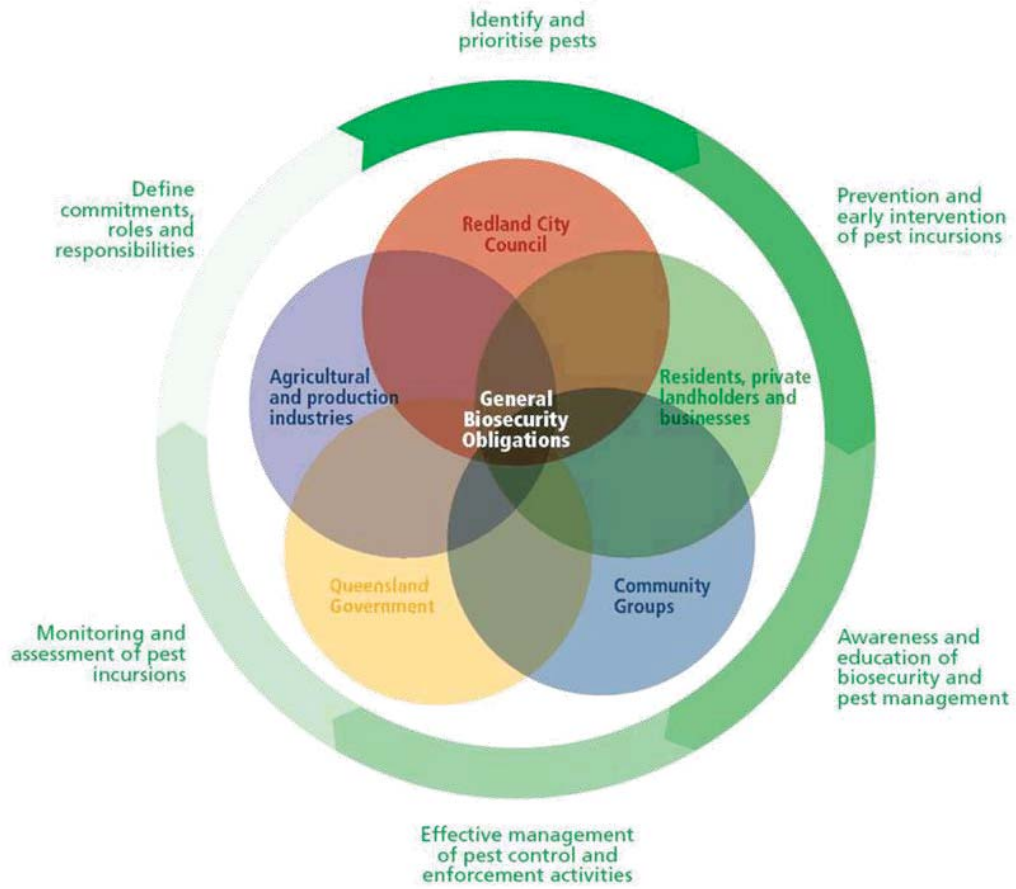 Identify and
prioritise pests
Prevention and
early intervention
of pest incursions
Awareness and
education of
biosecurity and
pest management
Effective management
of pest control and
enforcement activities
Monitoring and
assessment of pest
incursions
Define
commitments,
roles and
responsibilities
Redland City
Council
Residents, private
landholders and
businesses
Community
Groups
Queensland
Government
Agricultural
and production
industries
General
Biosecurity
Obligations